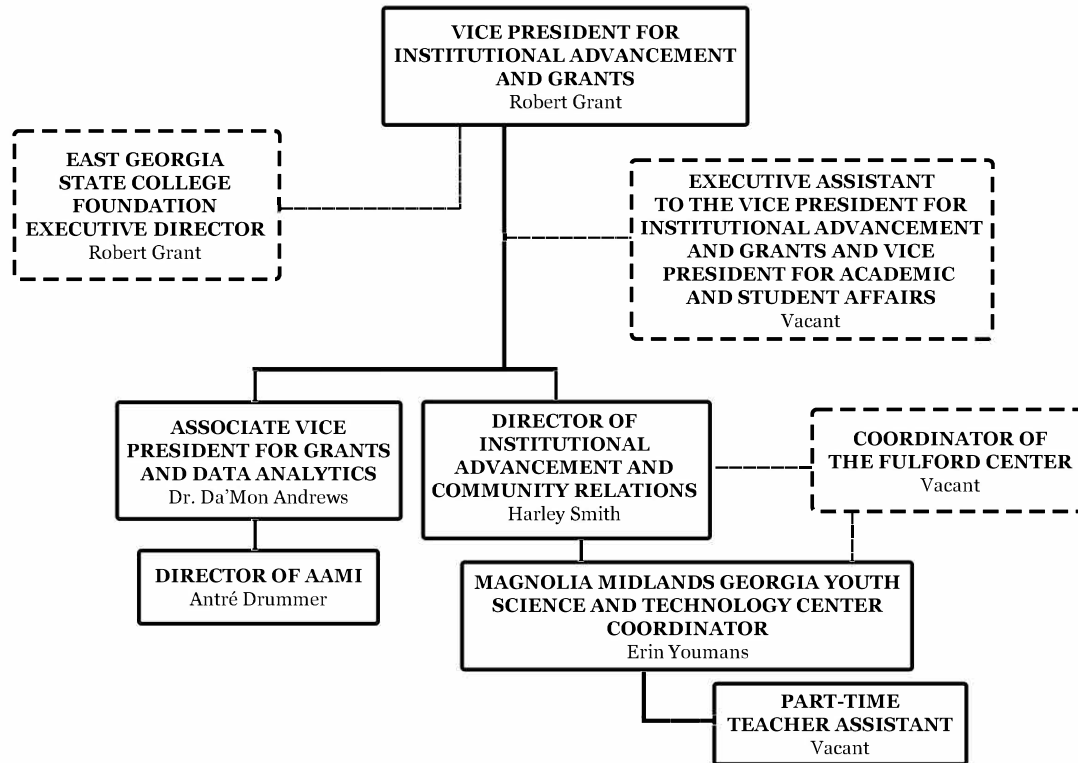 VICE PRESIDENT FOR
INSTITUTIONAL ADVANCEMENT
AND GRANTS
Robert Grant
EAST GEORGIA
STATE COLLEGE
FOUNDATION
EXECUTIVE DIRECTOR
Robert Grant
EXECUTIVE ASSISTANT
TO THE VICE PRESIDENT FOR
INSTITUTIONAL ADVANCEMENT
AND GRANTS AND VICE
PRESIDENT FOR ACADEMIC
AND STUDENT AFFAIRS
Vacant
ASSOCIATE VICE
PRESIDENT FOR GRANTS
AND DATA ANALYTICS
Dr. Da’Mon Andrews
DIRECTOR OF
INSTITUTIONAL
ADVANCEMENT AND
COMMUNITY RELATIONS
Harley Smith
COORDINATOR OF
THE FULFORD CENTER
Vacant
DIRECTOR OF AAMI
Antré Drummer
MAGNOLIA MIDLANDS GEORGIA YOUTH
SCIENCE AND TECHNOLOGY CENTER
COORDINATOR
Erin Youmans
PART-TIME
TEACHER ASSISTANT
Vacant